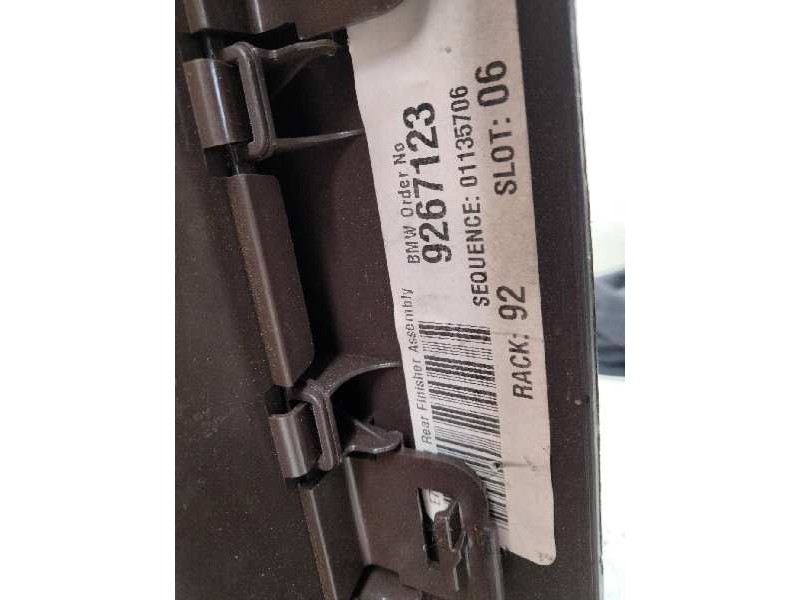 Rear Finisher Assembly
BMW Order No
9267123
SEQUENCE: 01135706
RACK: 92
SLOT: 06